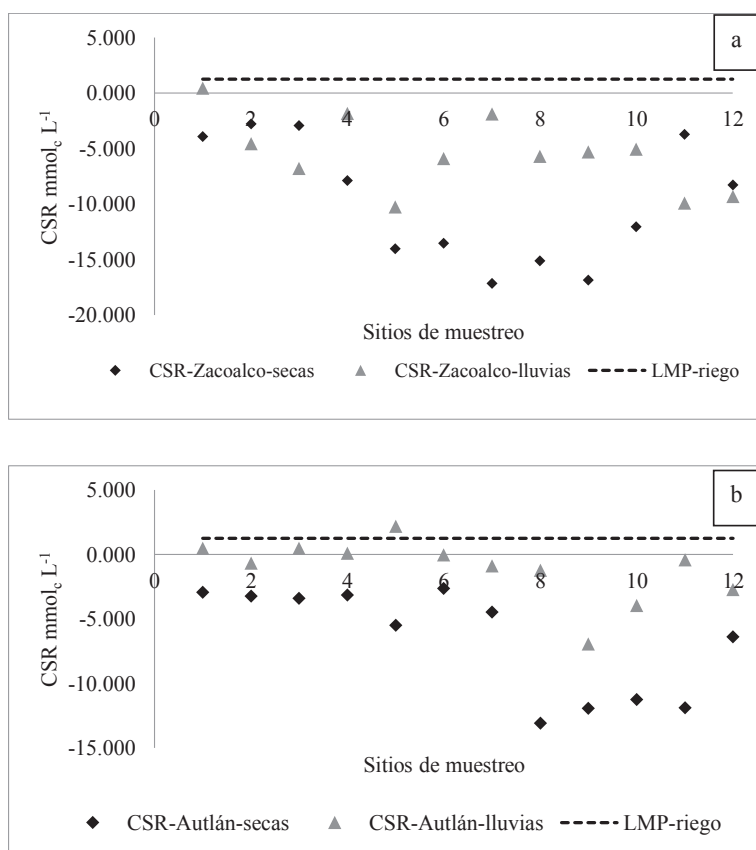 a
5.000
0.000
-5.000
-10.000
-15.000
-20.000
0 2 4 6 8 10 12
CSR mmolc L-1
Sitios de muestreo
CSR-Zacoalco-secas CSR-Zacoalco-lluvias LMP-riego
b
5.000
0.000
-5.000
-10.000
-15.000
0 2 4 6 8 10 12
CSR mmolc L-1
Sitios de muestreo
CSR-Autlán-secas CSR-Autlán-lluvias LMP-riego